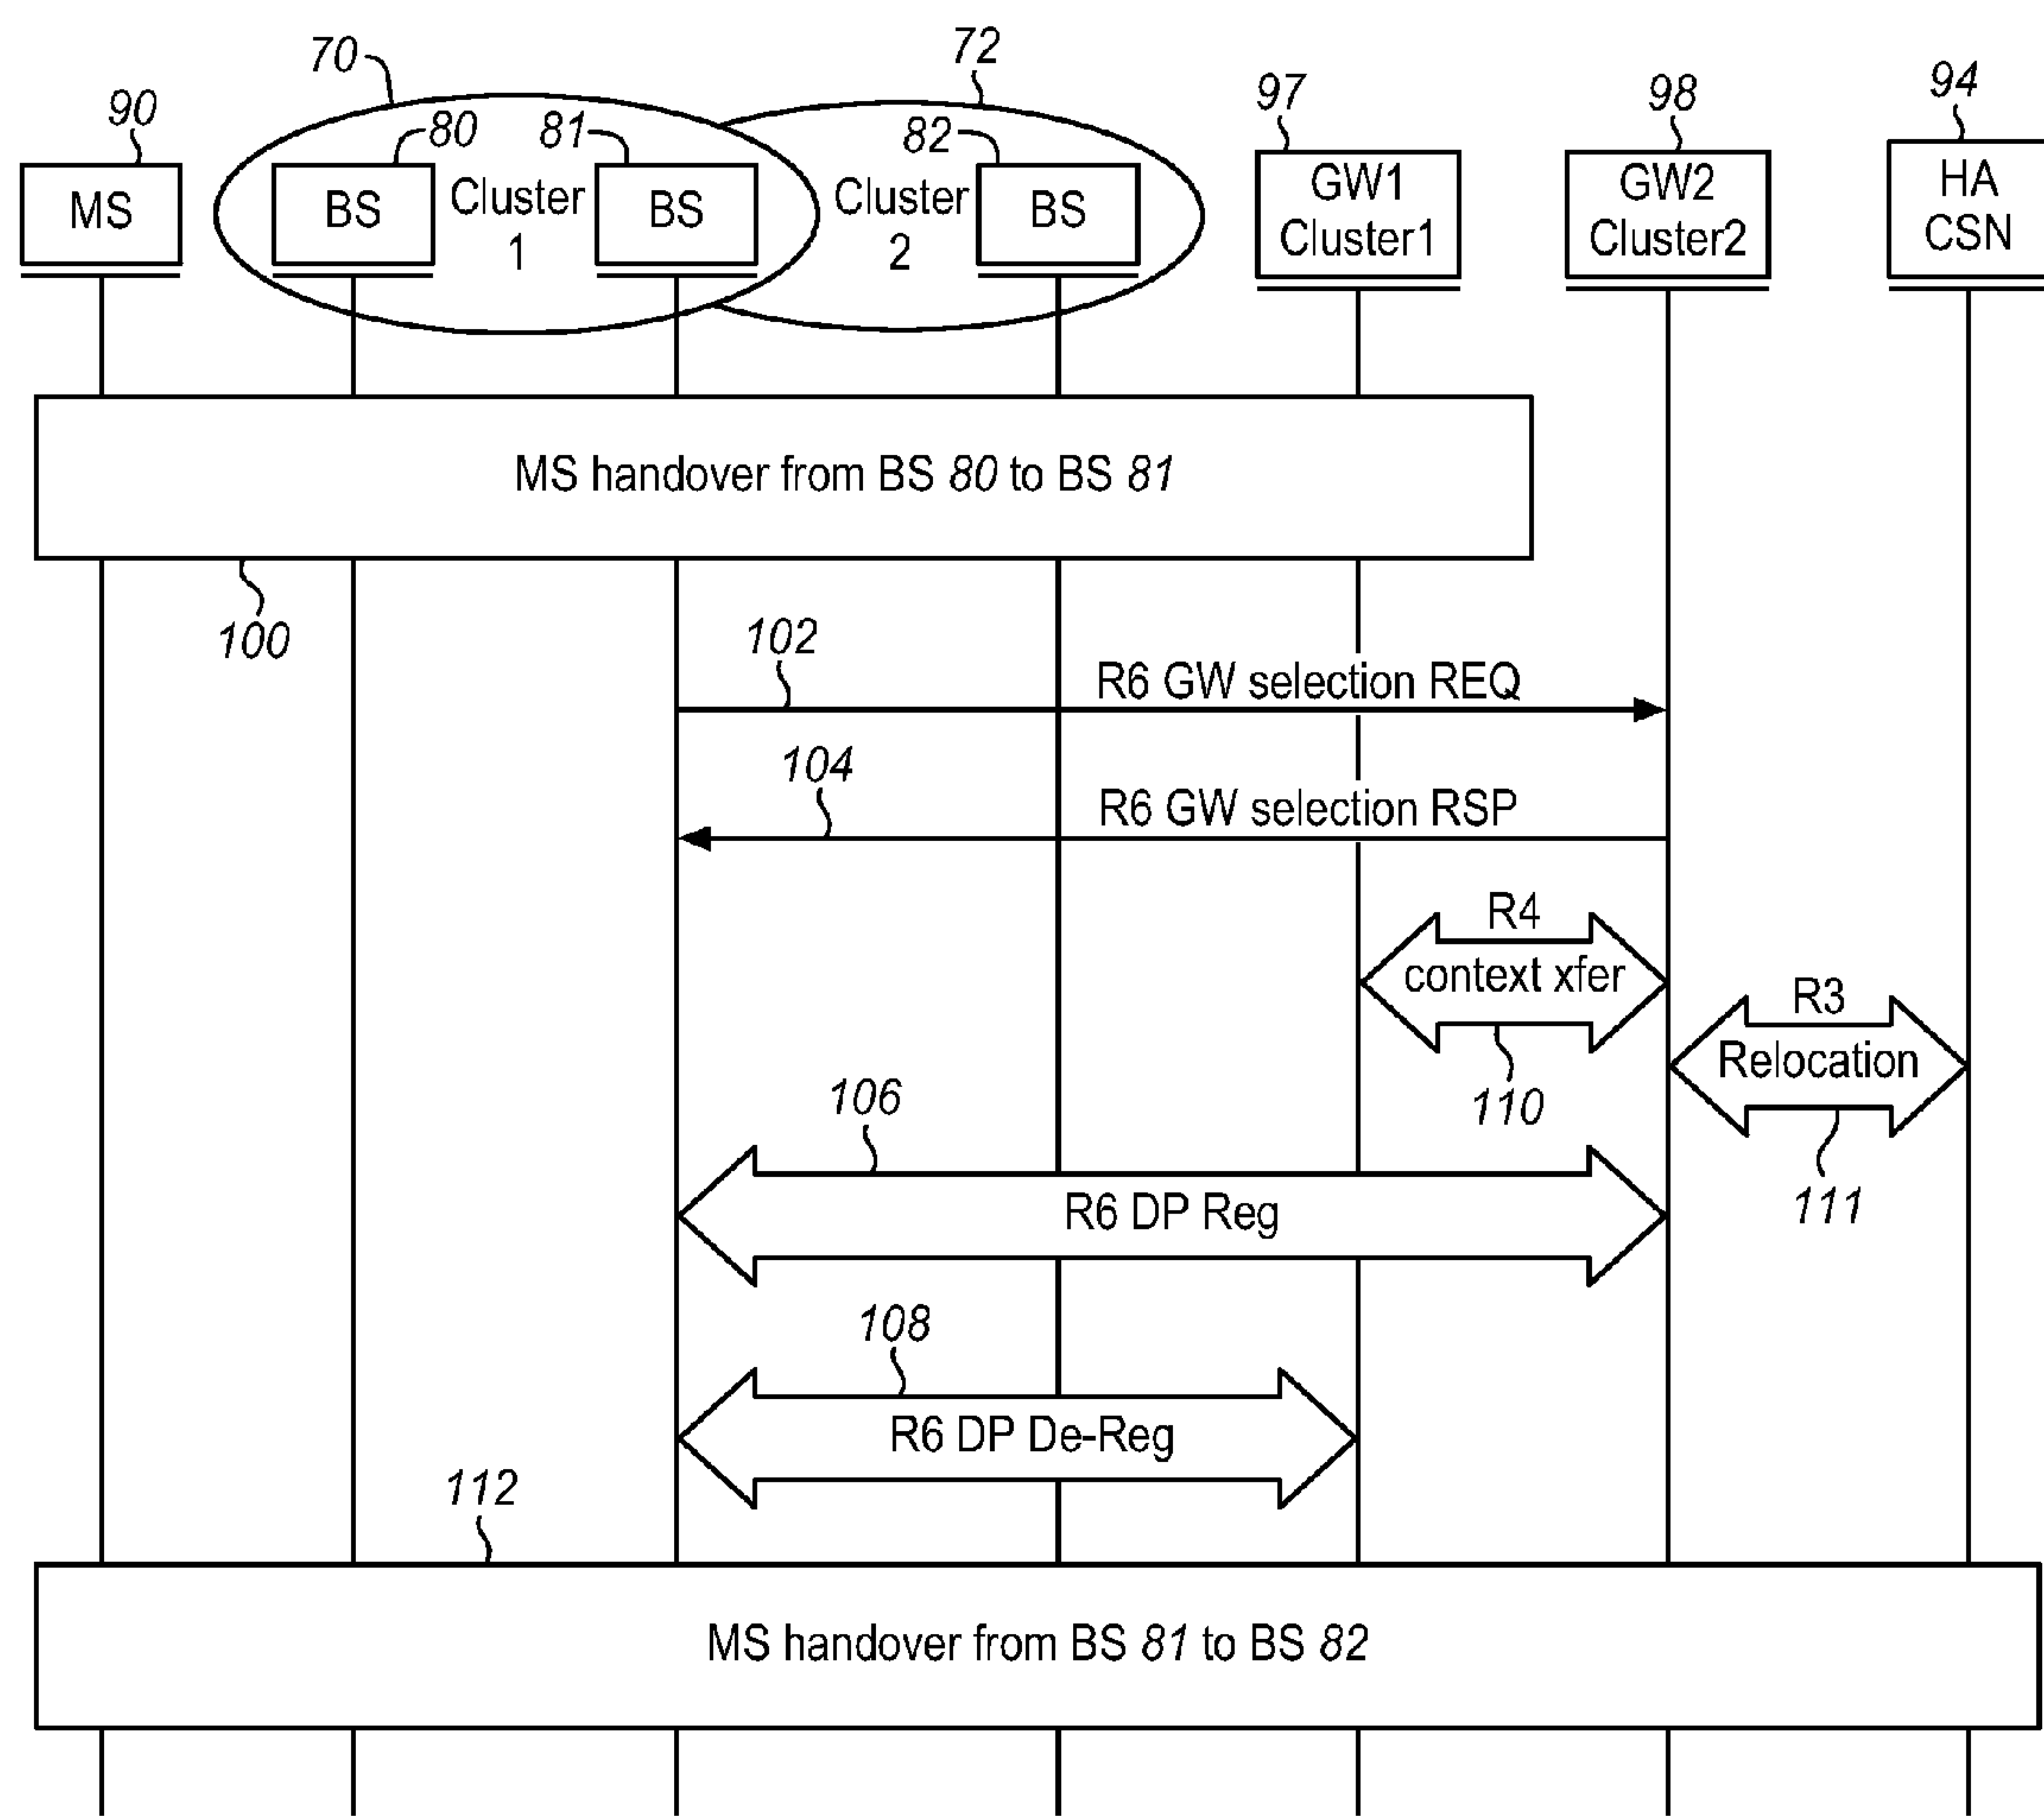 70
72
90
80
81
82
97
98
94
MS
BS
Cluster
1
BS
Cluster
2
BS
GW1
Cluster1
GW2
Cluster2
HA
CSN
MS handover from BS 80 to BS 81
100
102
R6 GW selection REQ
104
R6 GW selection RSP
R4
context xfer
110
R3
Relocation
111
106
R6 DP Reg
108
R6 DP De-Reg
112
MS handover from BS 81 to BS 82